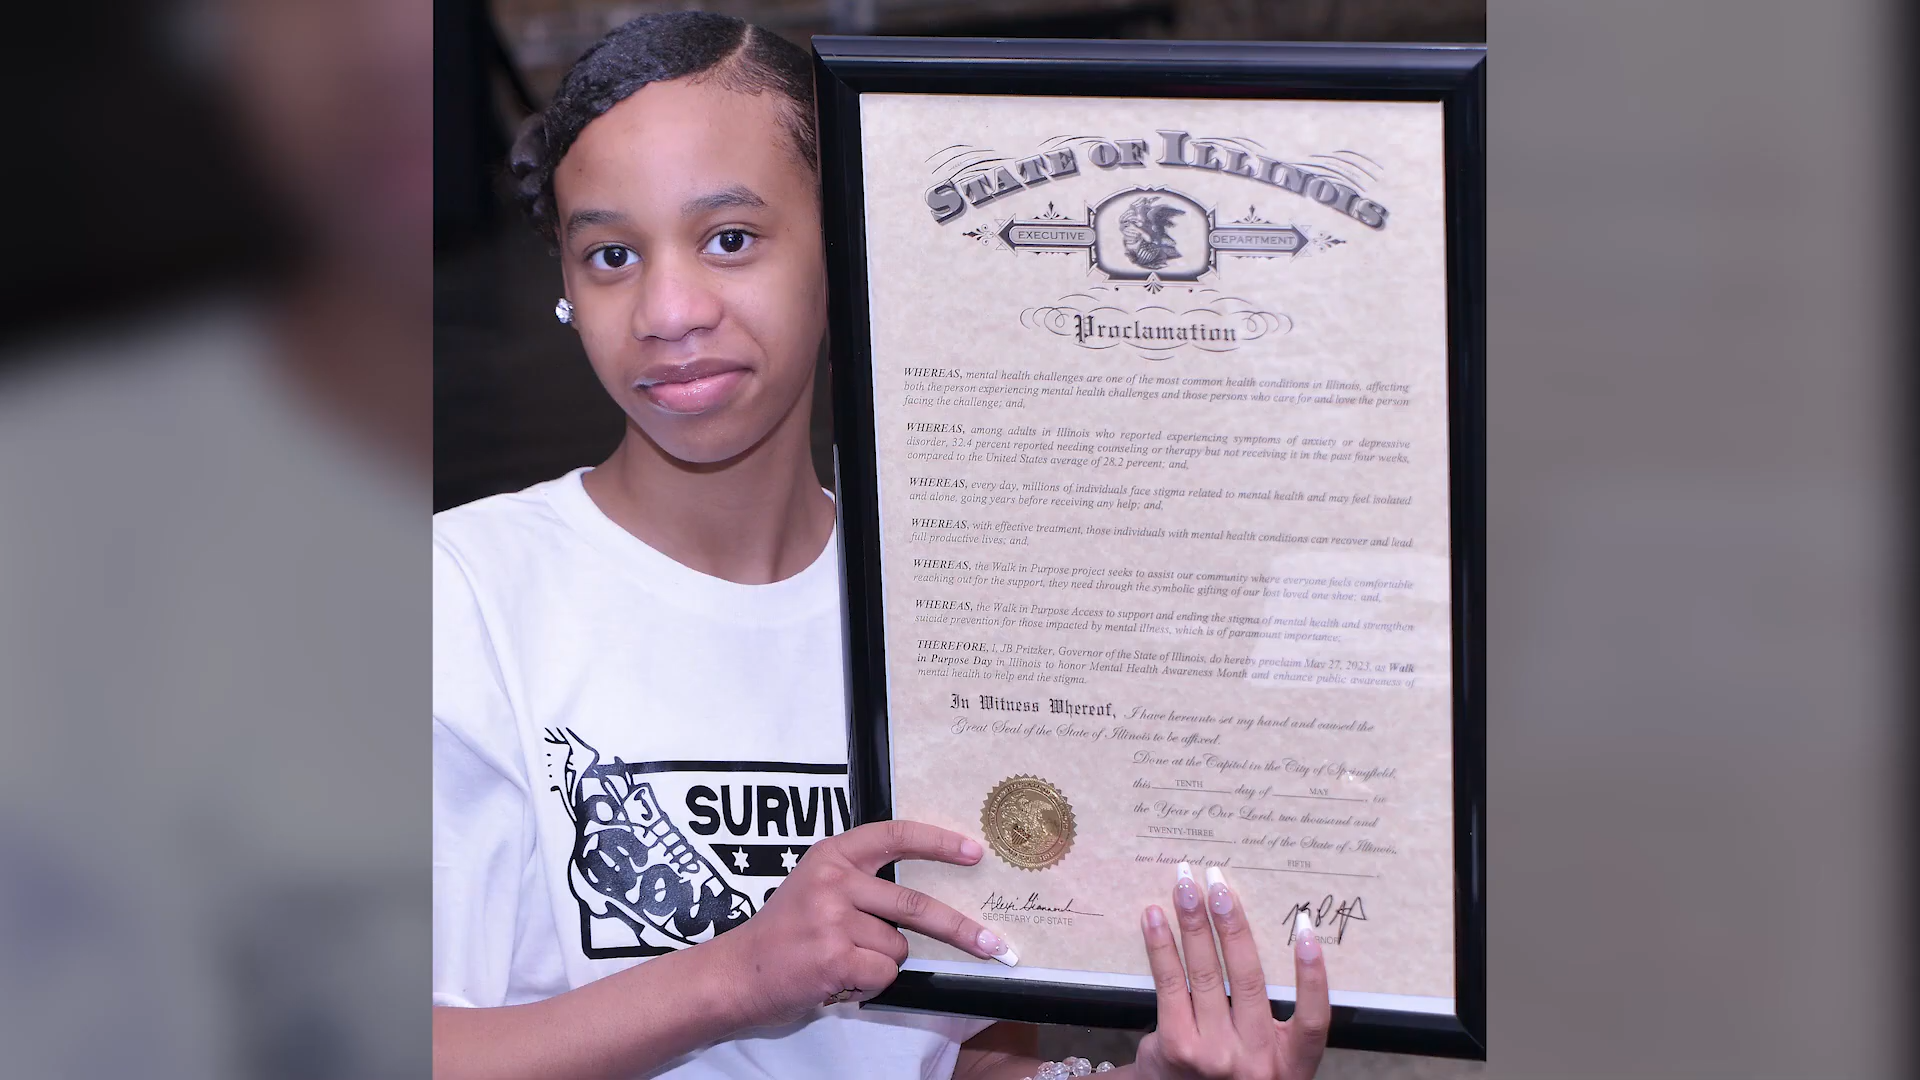 STATE OF ILLINOIS
EXECUTIVE DEPARTMENT
Proclamation
WHEREAS, mental health challenges are one of the most common health conditions in Illinois, affecting
both the person experiencing mental health challenges and those persons who care for and love the person
facing the challenge; and,
WHEREAS, among adults in Illinois who reported experiencing symptoms of anxiety or depressive
disorder, 32.4 percent reported needing counseling or therapy but not receiving it in the past four weeks,
compared to the United States average of 28.2 percent; and,
WHEREAS, every day, millions of individuals face stigma related to mental health and may feel isolated
and alone, going years before receiving any help; and,
WHEREAS, with effective treatment, those individuals with mental health conditions can recover and lead
full productive lives; and,
WHEREAS, the Walk in Purpose project seeks to assist our community where everyone feels comfortable
reaching out for the support, they need through the symbolic gifting of our lost loved one shoe; and,
WHEREAS, the Walk in Purpose Access to support and ending the stigma of mental health and strengthen
suicide prevention for those impacted by mental illness, which is of paramount importance;
THEREFORE, I, JB Pritzker, Governor of the State of Illinois, do hereby proclaim May 27, 2023, as Walk
in Purpose Day in Illinois to honor Mental Health Awareness Month and enhance public awareness of
mental health to help end the stigma.
In Witness Whereof, I have hereunto set my hand and caused the
Great Seal of the State of Illinois to be affixed.
Done at the Capitol in the City of Springfield,
this TENTH day of MAY, in
the Year of Our Lord, two thousand and
TWENTY-THREE, and of the State of Illinois,
two hundred and FIFTH.
SECRETARY OF STATE
SURVIV